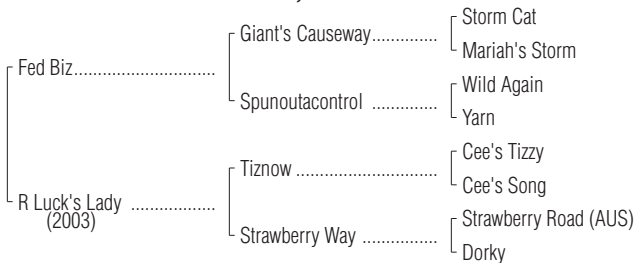 Fed Biz..............................
R Luck's Lady ..................
(2003)
Giant's Causeway..............
Spunoutacontrol ..............
Tiznow ..............................
Strawberry Way ................
Storm Cat
Mariah's Storm
Wild Again
Yarn
Cee's Tizzy
Cee's Song
Strawberry Road (AUS)
Dorky